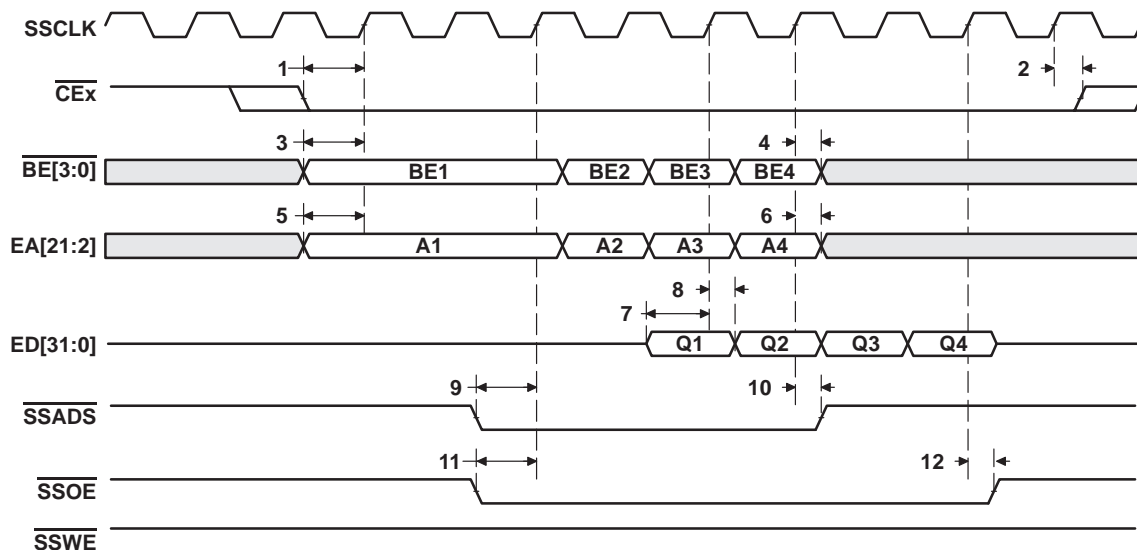 SSCLK
1 2
CEx
3 4
BE[3:0] BE1 BE2 BE3 BE4
5 6
EA[21:2] A1 A2 A3 A4
8
7
ED[31:0] Q1 Q2 Q3 Q4
9 10
SSADS
11 12
SSOE
SSWE